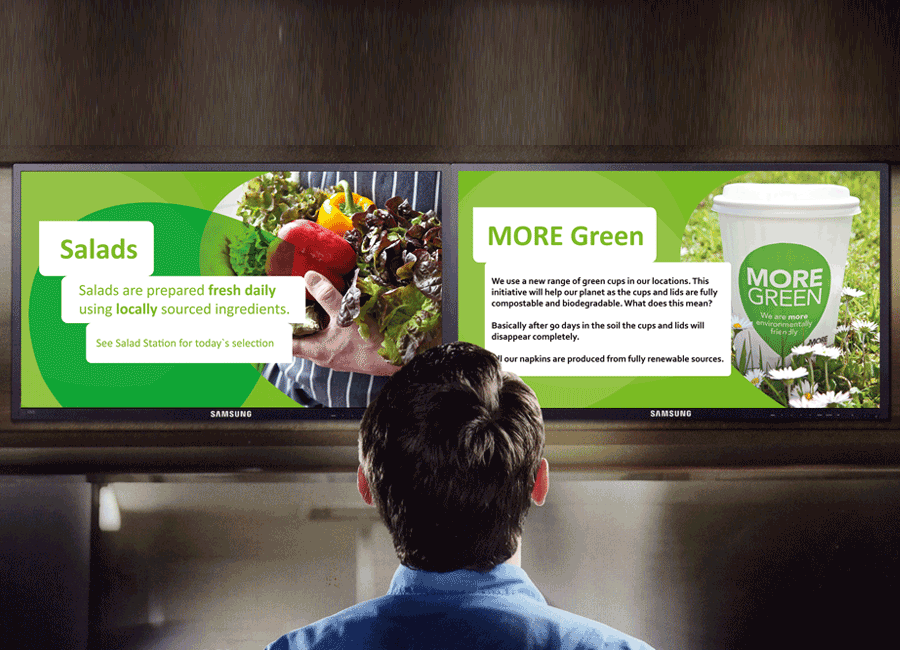 Salads
Salads are prepared fresh daily
using locally sourced ingredients.
See Salad Station for today`s selection
SAMSUNG
MORE Green
We use a new range of green cups in our locations. This
initiative will help our planet as the cups and lids are fully
compostable and biodegradable. What does this mean?
Basically after 90 days in the soil the cups and lids will
disappear completely.
our napkins are produced from fully renewable sources.
MORE
GREEN
We are more
environmentally
friendly
SAMSUNG